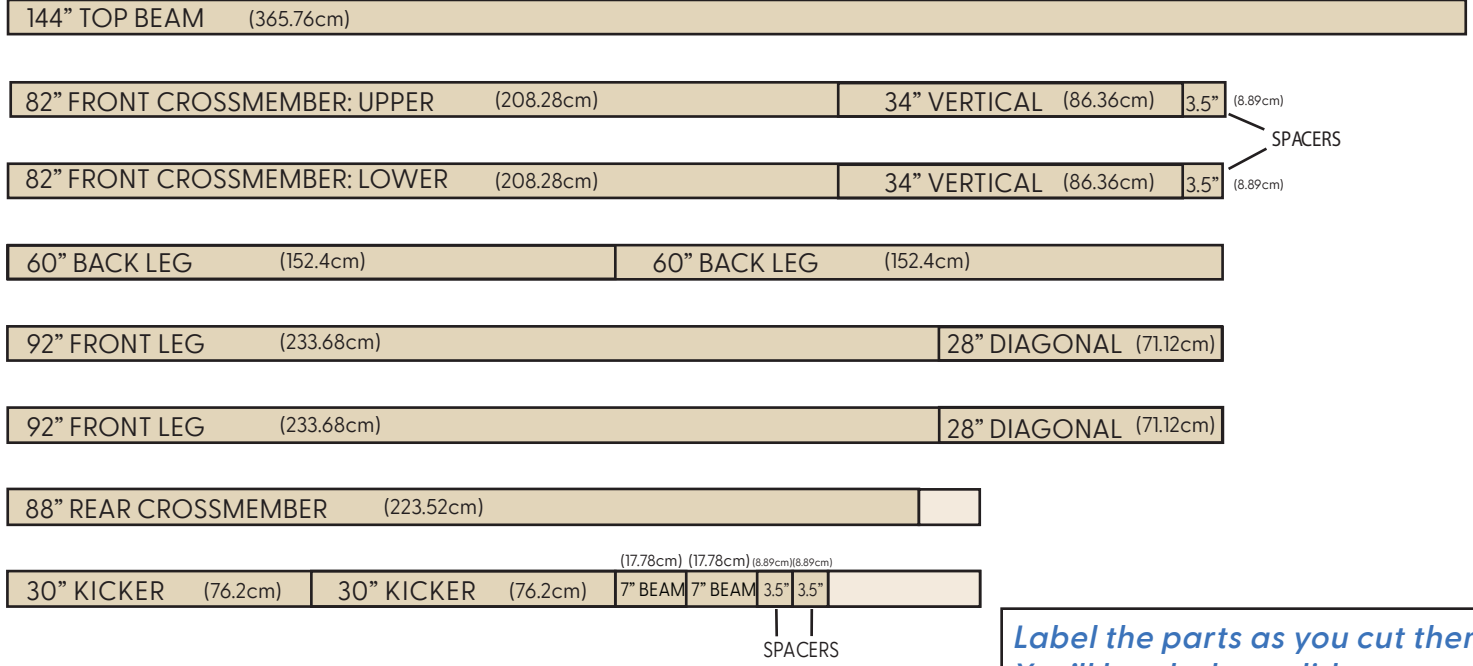 144” TOP BEAM (365.76cm)
82” FRONT CROSSMEMBER: UPPER (208.28cm) 34” VERTICAL (86.36cm) 3.5” (8.89cm)
SPACERS
82” FRONT CROSSMEMBER: LOWER (208.28cm) 34” VERTICAL (86.36cm) 3.5” (8.89cm)
60” BACK LEG (152.4cm) 60” BACK LEG (152.4cm)
92” FRONT LEG (233.68cm) 28” DIAGONAL (71.12cm)
92” FRONT LEG (233.68cm) 28” DIAGONAL (71.12cm)
88” REAR CROSSMEMBER (223.52cm)
(17.78cm) (17.78cm) (8.89cm)(8.89cm)
30” KICKER (76.2cm) 30” KICKER (76.2cm) 7” BEAM 7” BEAM 3.5” 3.5”
SPACERS
Label the parts as you cut